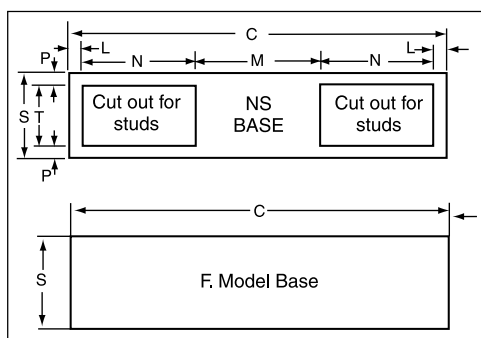 C
P L L
N M N
Cut out for
studs
NS
BASE
Cut out for
studs
S T
P
C
S
F. Model Base